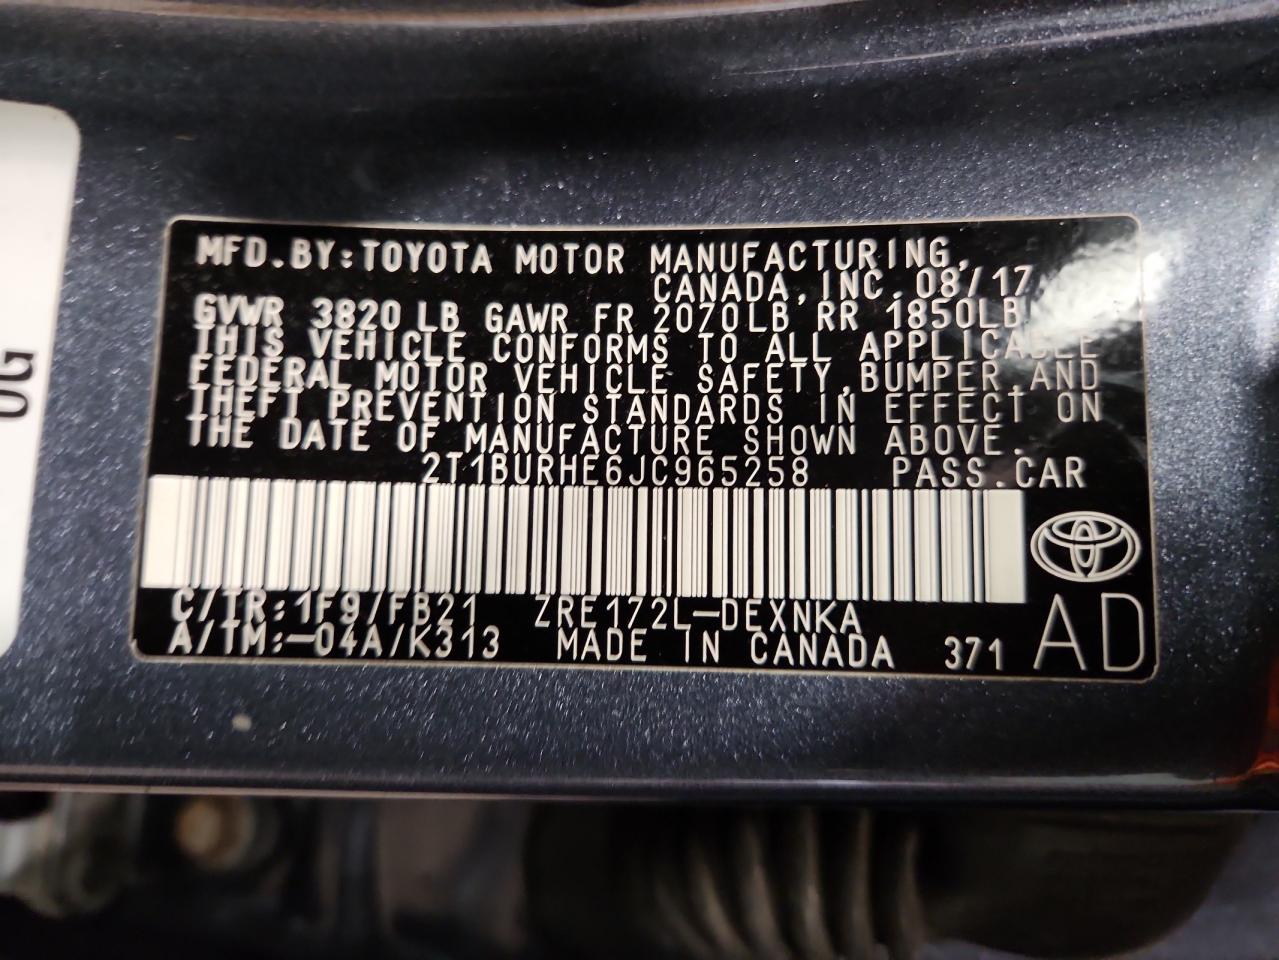 MFD.BY:TOYOTA MOTOR MANUFACTURING,
CANADA,INC.08/17
GVWR 3820 LB GAWR FR 2070LB RR 1850LB
THIS VEHICLE CONFORMS TO ALL APPLICABLE
FEDERAL MOTOR VEHICLE SAFETY,BUMPER,AND
THEFT PREVENTION STANDARDS IN EFFECT ON
THE DATE OF MANUFACTURE SHOWN ABOVE.
2T1BURHE6JC965258 PASS.CAR
C/TR:1F9/FB21 ZRE172L-DEXNKA
A/TM:-04A/K313 MADE IN CANADA 371 AD
0G